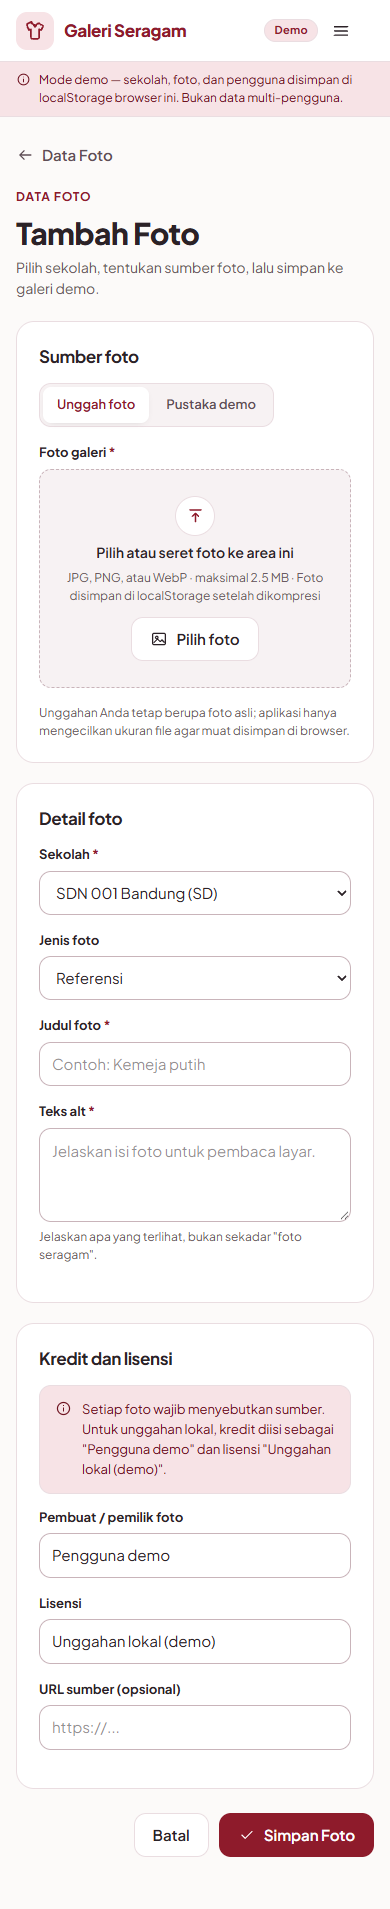 Galeri Seragam
Demo
Mode demo — sekolah, foto, dan pengguna disimpan di
localStorage browser ini. Bukan data multi-pengguna.
Data Foto
DATA FOTO
Tambah Foto
Pilih sekolah, tentukan sumber foto, lalu simpan ke
galeri demo.
Sumber foto
Unggah foto
Pustaka demo
Foto galeri *
Pilih atau seret foto ke area ini
JPG, PNG, atau WebP · maksimal 2.5 MB · Foto
disimpan di localStorage setelah dikompresi
Pilih foto
Unggahan Anda tetap berupa foto asli; aplikasi hanya
mengecilkan ukuran file agar muat disimpan di browser.
Detail foto
Sekolah *
SDN 001 Bandung (SD)
Jenis foto
Referensi
Judul foto *
Contoh: Kemeja putih
Teks alt *
Jelaskan isi foto untuk pembaca layar.
Jelaskan apa yang terlihat, bukan sekadar "foto
seragam".
Kredit dan lisensi
Setiap foto wajib menyebutkan sumber.
Untuk unggahan lokal, kredit diisi sebagai
"Pengguna demo" dan lisensi "Unggahan
lokal (demo)".
Pembuat / pemilik foto
Pengguna demo
Lisensi
Unggahan lokal (demo)
URL sumber (opsional)
https://...
Batal
Simpan Foto